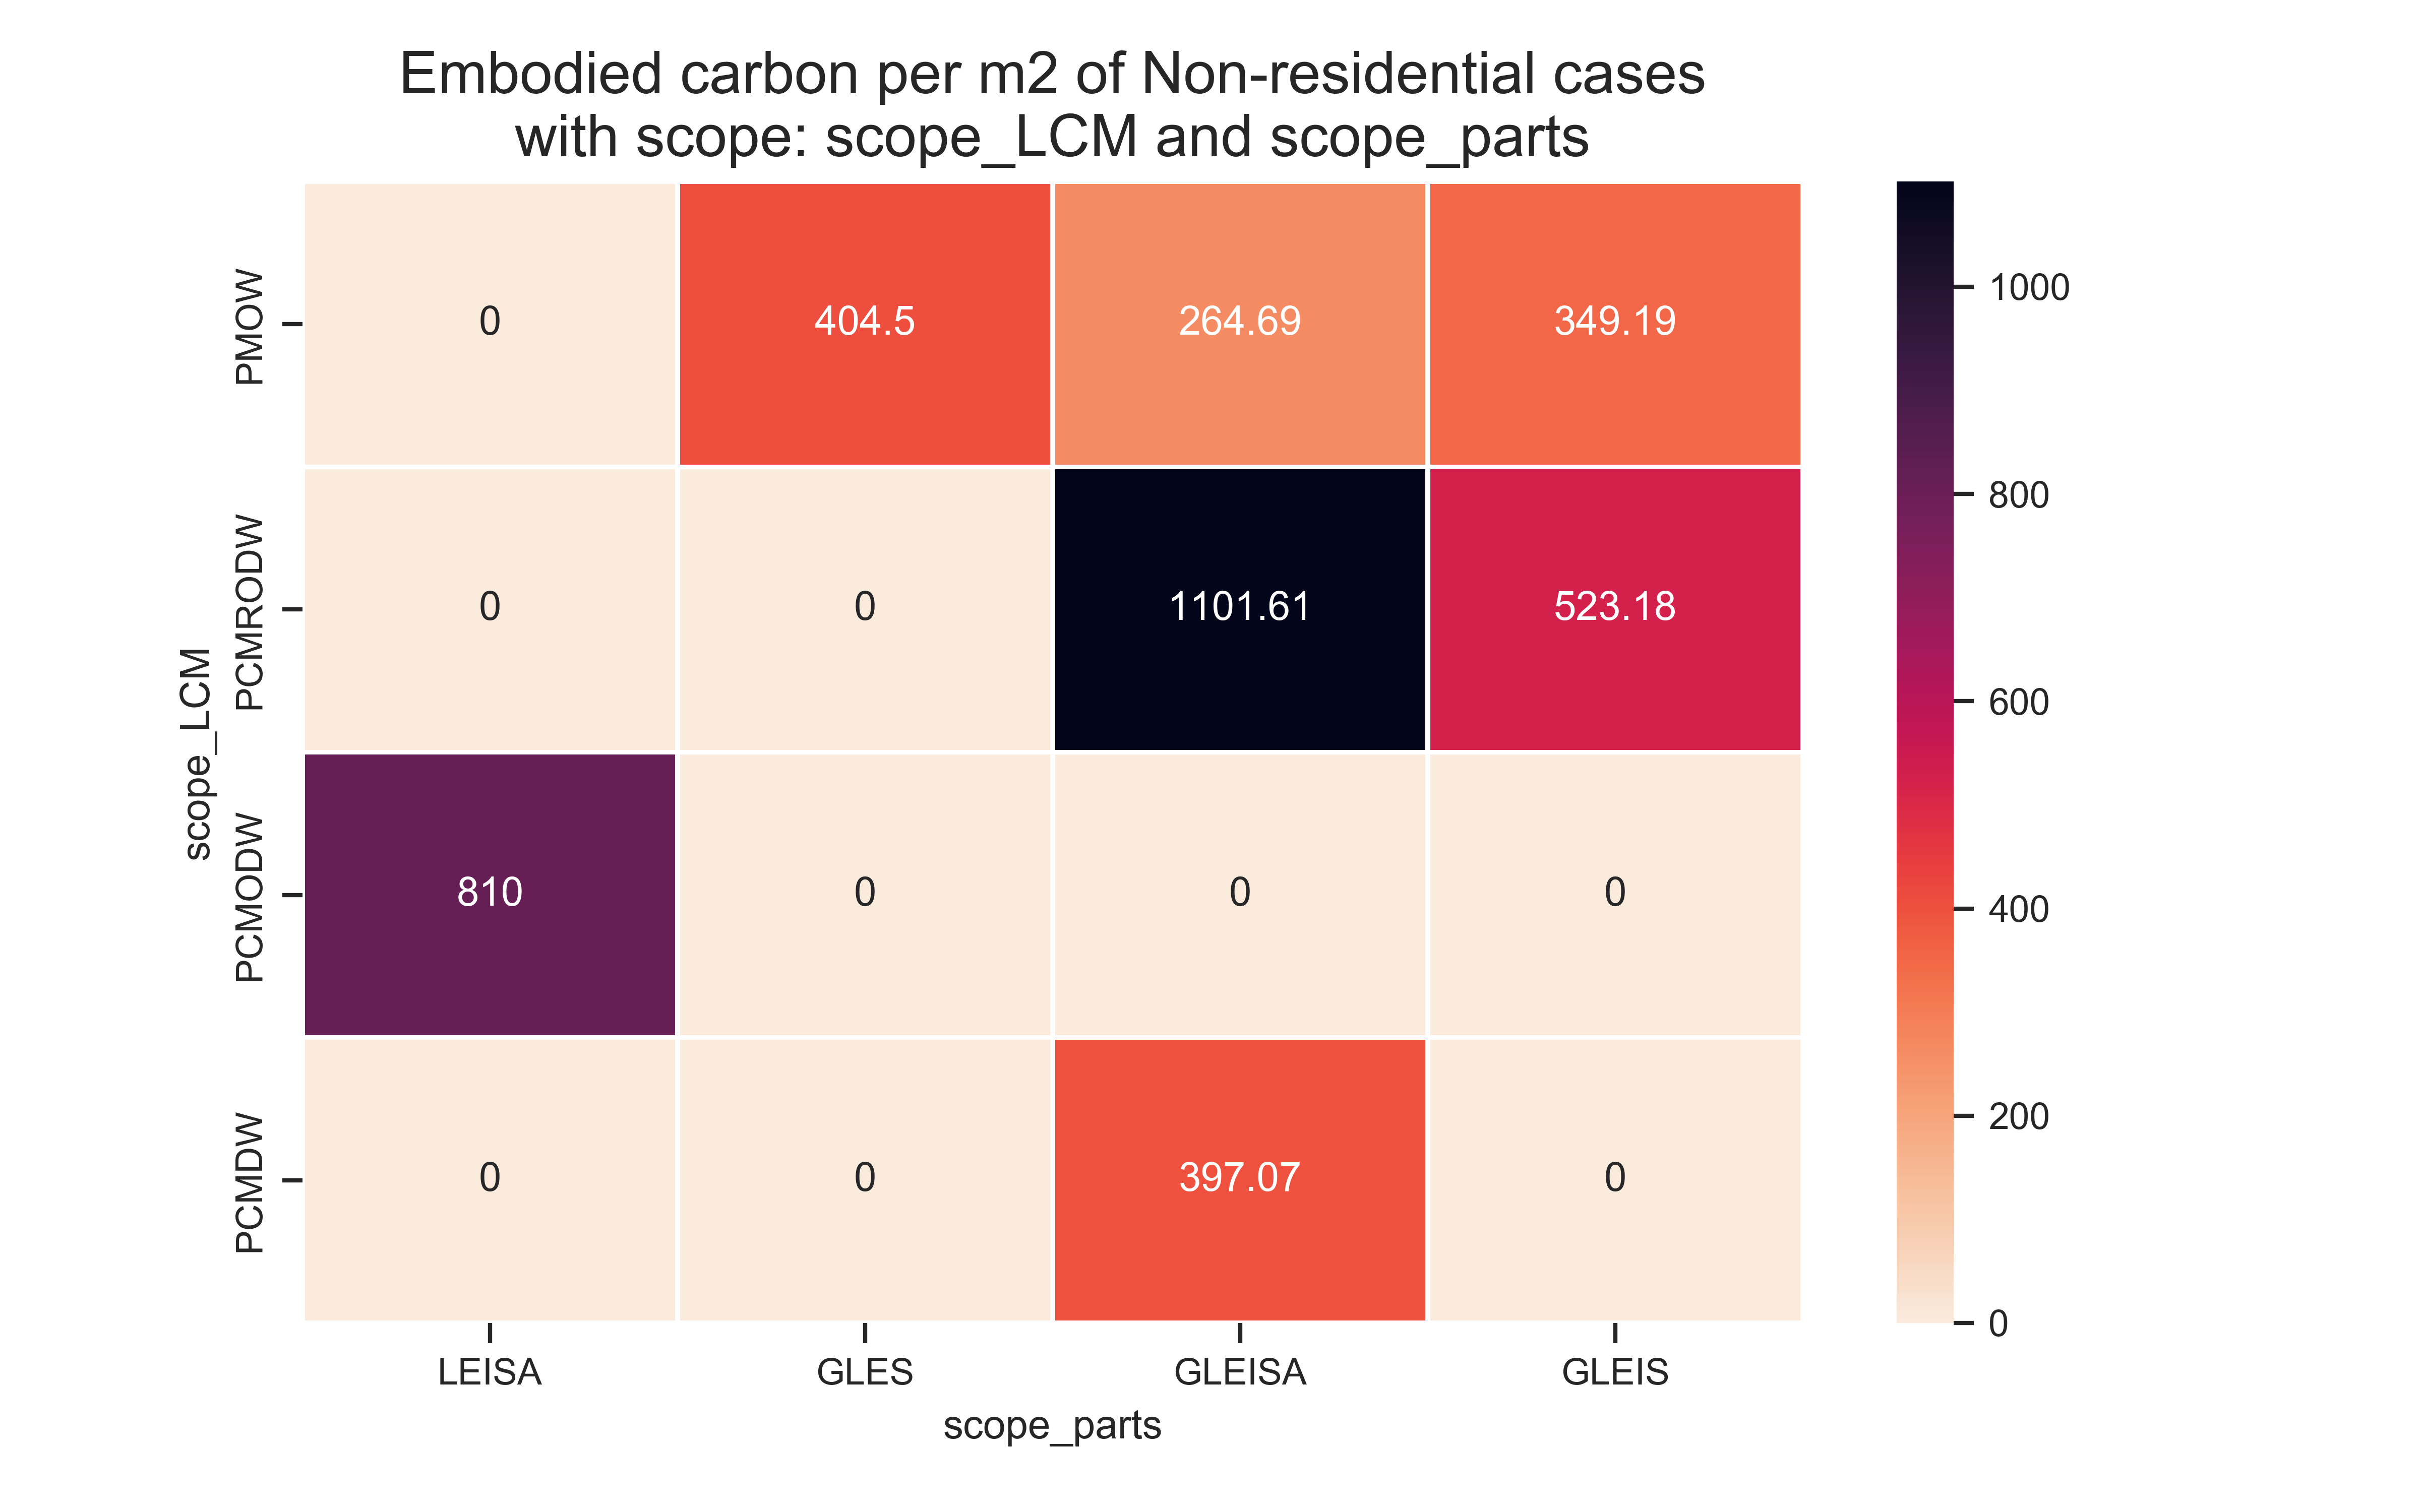 Embodied carbon per m2 of Non-residential cases
with scope: scope_LCM and scope_parts
scope_LCM
PMOW
0
404.5
264.69
349.19
PCMRODW
0
0
1101.61
523.18
PCMODW
810
0
0
0
PCMDW
0
0
397.07
0
LEISA
GLES
GLEISA
GLEIS
scope_parts
1000
800
600
400
200
0